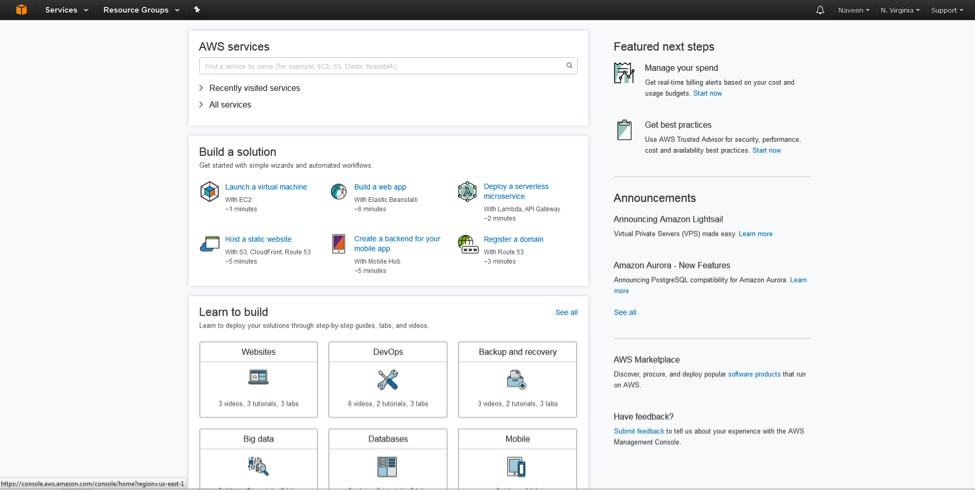 Services Resource Groups Naveen N. Virginia Support
AWS services
Find a service by name (for example, EC2, S3, Elastic Beanstalk).
Recently visited services
All services
Build a solution
Get started with simple wizards and automated workflows.
Launch a virtual machine
With EC2
~1 minutes
Build a web app
With Elastic Beanstalk
~6 minutes
Deploy a serverless
microservice
With Lambda, API Gateway
~2 minutes
Host a static website
With S3, CloudFront, Route 53
~5 minutes
Create a backend for your
mobile app
With Mobile Hub
~5 minutes
Register a domain
With Route 53
~3 minutes
Learn to build See all
Learn to deploy your solutions through step-by-step guides, labs, and videos.
Websites
3 videos, 3 tutorials, 3 labs
DevOps
6 videos, 2 tutorials, 3 labs
Backup and recovery
3 videos, 2 tutorials, 3 labs
Big data
Databases
Mobile
Featured next steps
Manage your spend
Get real-time billing alerts based on your cost and
usage budgets. Start now
Get best practices
Use AWS Trusted Advisor for security, performance,
cost and availability best practices. Start now
Announcements
Announcing Amazon Lightsail
Virtual Private Servers (VPS) made easy. Learn more
Amazon Aurora - New Features
Announcing PostgreSQL compatibility for Amazon Aurora. Learn
more
See all
AWS Marketplace
Discover, procure, and deploy popular software products that run
on AWS.
Have feedback?
Submit feedback to tell us about your experience with the AWS
Management Console.
https://console.aws.amazon.com/console/home?region=us-east-1